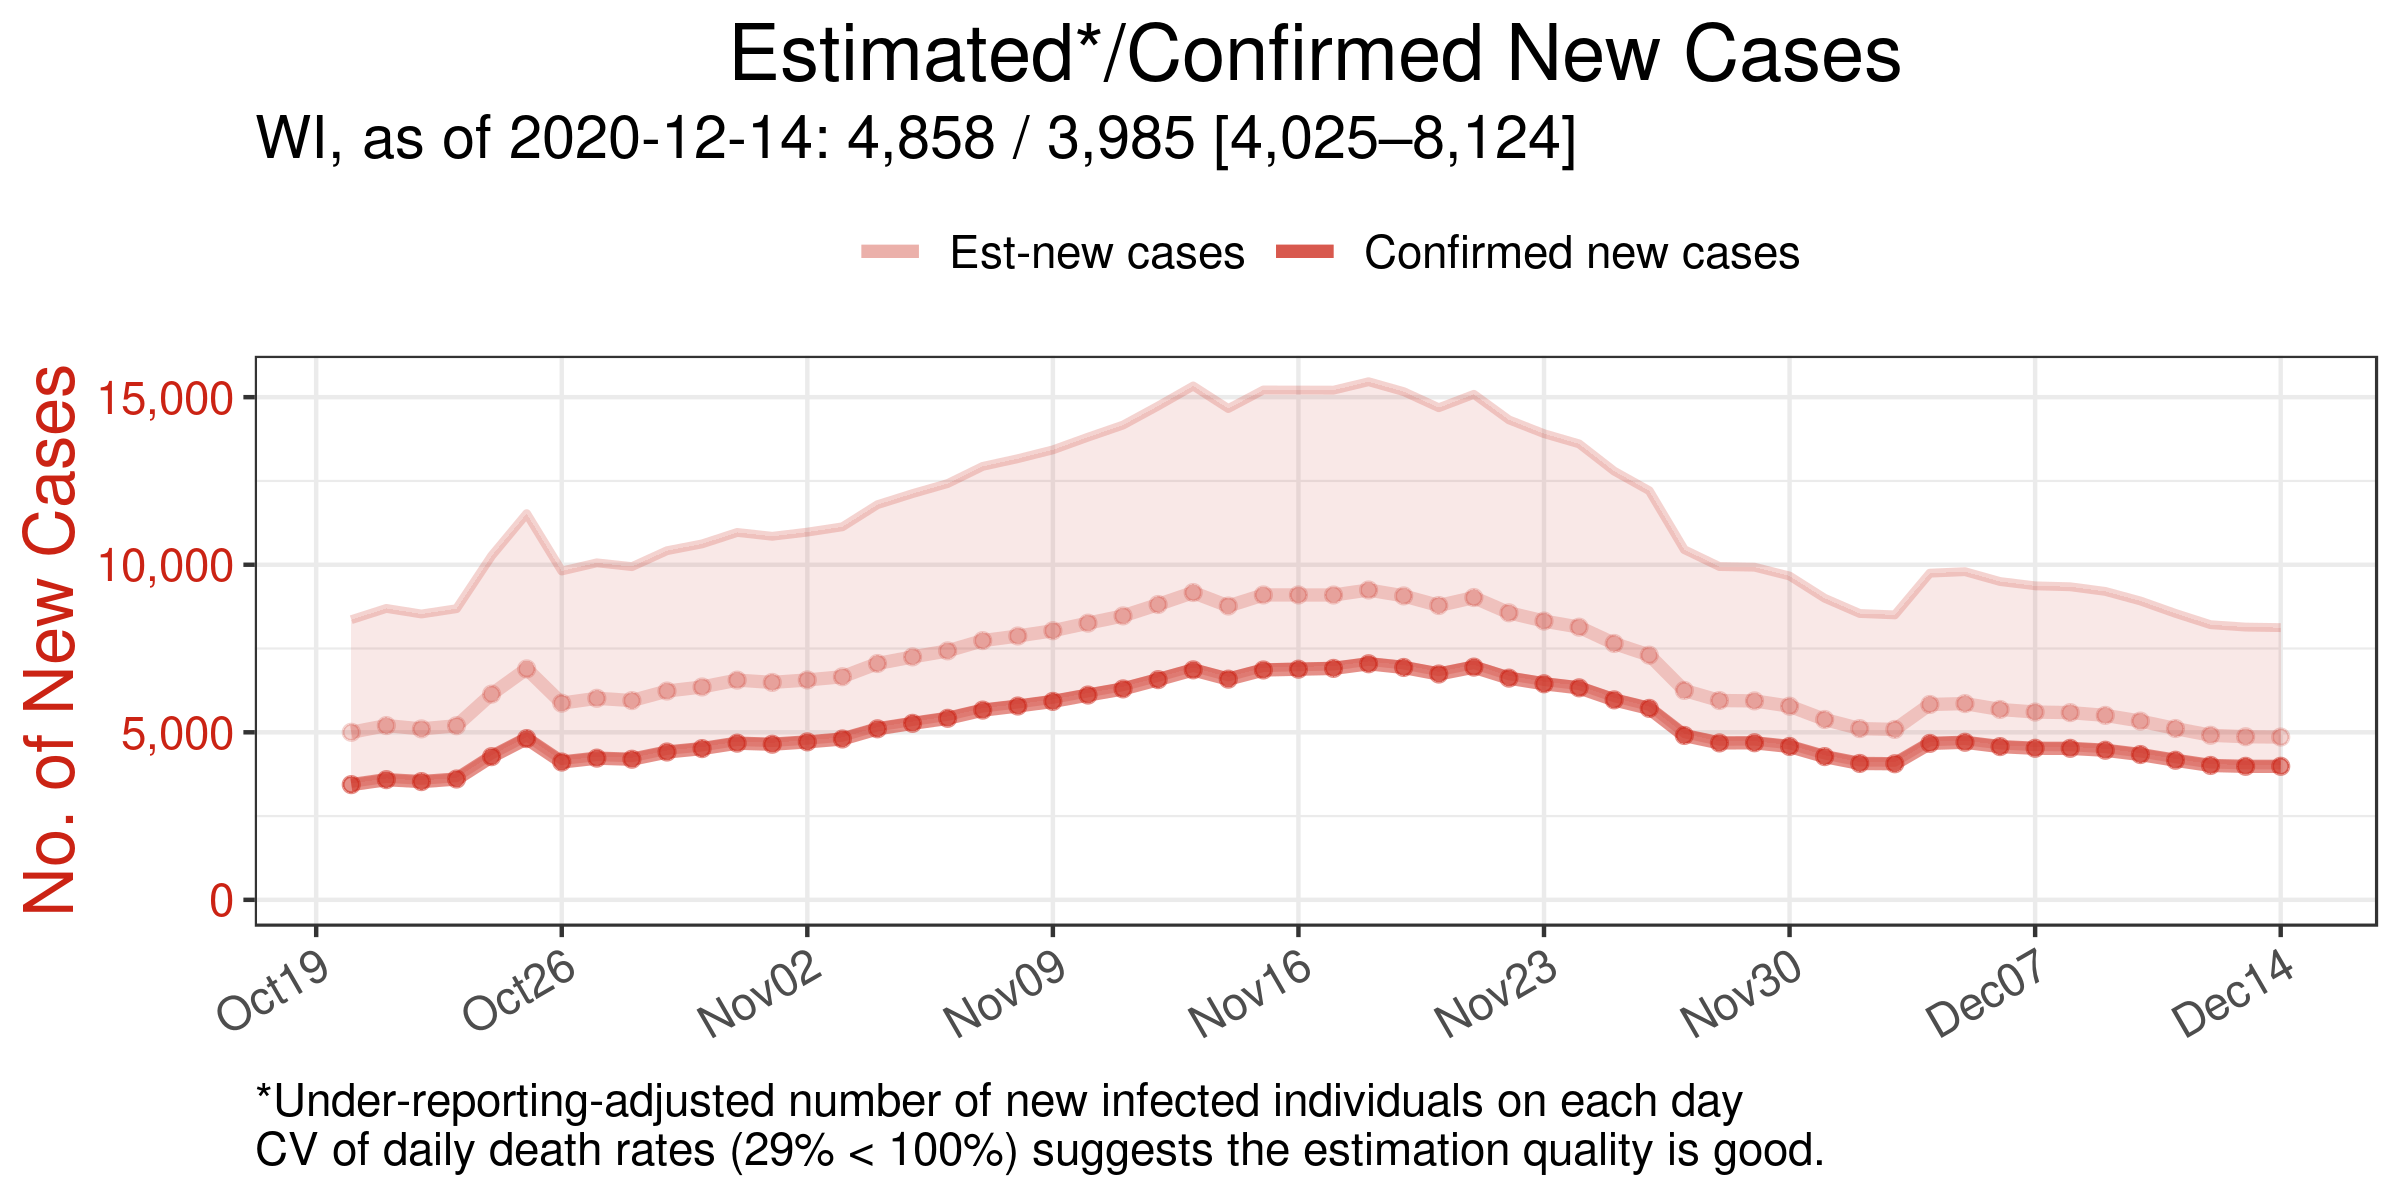 Estimated*/Confirmed New Cases
WI, as of 2020-12-14: 4,858 / 3,985 [4,025–8,124]
Est-new cases Confirmed new cases
No. of New Cases
15,000
10,000
5,000
0
Oct19 Oct26 Nov02 Nov09 Nov16 Nov23 Nov30 Dec07 Dec14
*Under-reporting-adjusted number of new infected individuals on each day
CV of daily death rates (29% < 100%) suggests the estimation quality is good.